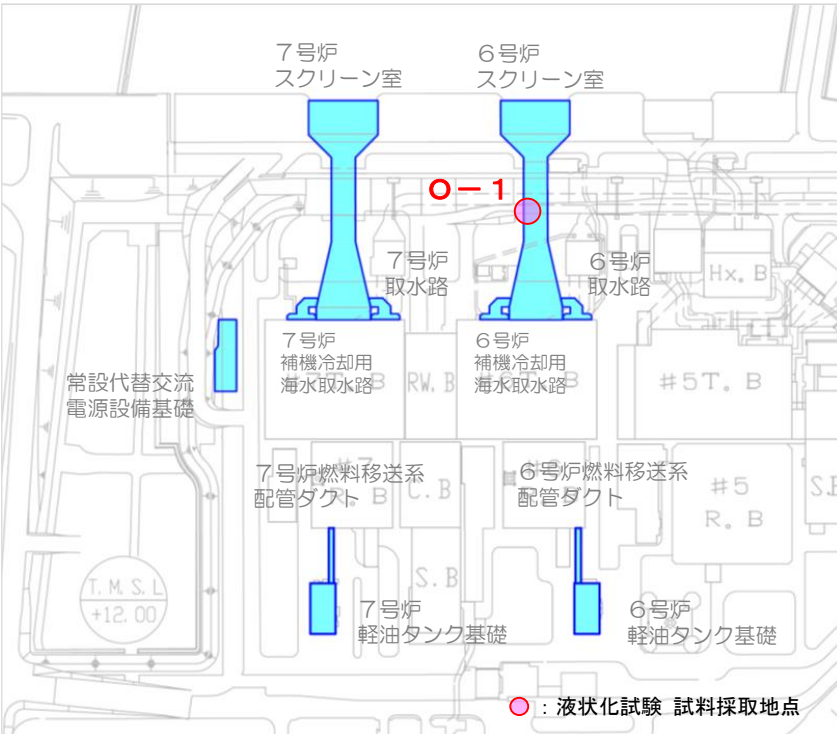 7号炉
スクリーン室
6号炉
スクリーン室
O-1
7号炉
取水路
6号炉
取水路
Hx. B
7号炉
補機冷却用
海水取水路
RW. B
6号炉
補機冷却用
海水取水路
#5T. B
常設代替交流
電源設備基礎
7号炉燃料移送系
配管ダクト
R. B
C. B
6号炉燃料移送系
配管ダクト
#5
R. B
S.B
T. M. S. L
+12. 00
S. B
7号炉
軽油タンク基礎
6号炉
軽油タンク基礎
：液状化試験 試料採取地点